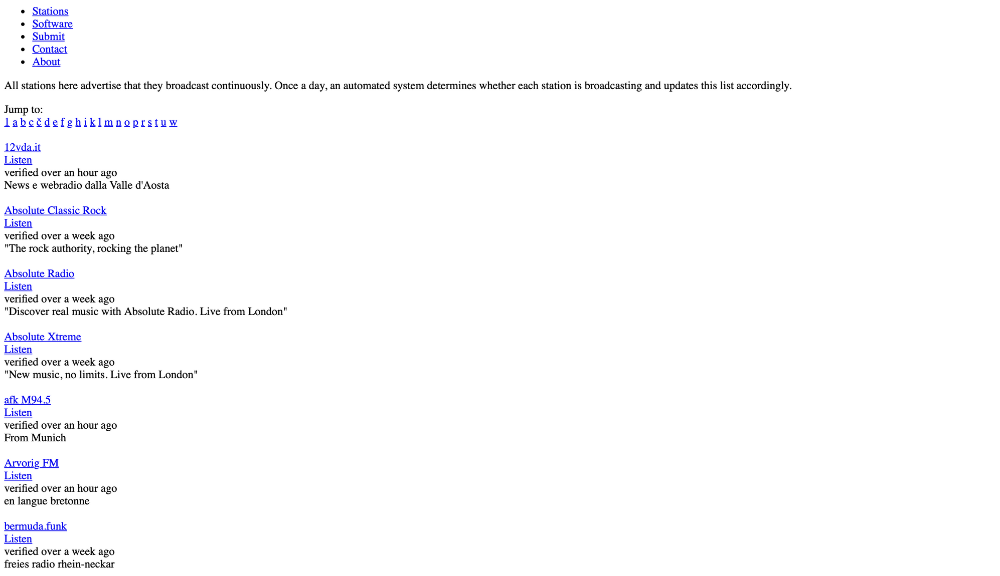 Stations
Software
Submit
Contact
About
All stations here advertise that they broadcast continuously. Once a day, an automated system determines whether each station is broadcasting and updates this list accordingly.
Jump to:
1 a b c č d e f g h i k l m n o p r s t u w
12vda.it
Listen
verified over an hour ago
News e webradio dalla Valle d'Aosta
Absolute Classic Rock
Listen
verified over a week ago
"The rock authority, rocking the planet"
Absolute Radio
Listen
verified over a week ago
"Discover real music with Absolute Radio. Live from London"
Absolute Xtreme
Listen
verified over a week ago
"New music, no limits. Live from London"
afk M94.5
Listen
verified over an hour ago
From Munich
Arvorig FM
Listen
verified over an hour ago
en langue bretonne
bermuda.funk
Listen
verified over a week ago
freies radio rhein-neckar